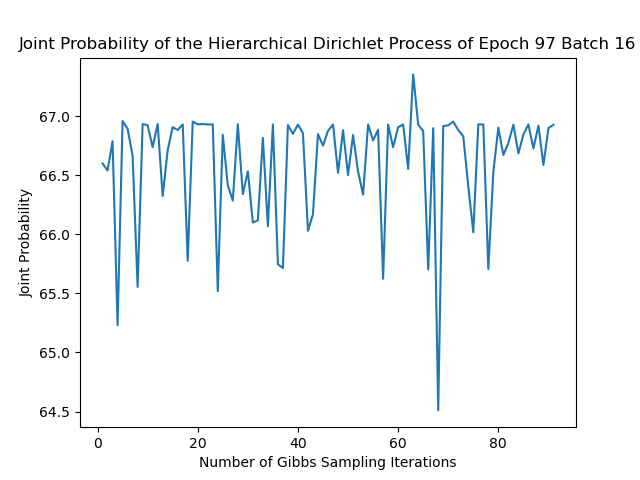 Joint Probability of the Hierarchical Dirichlet Process of Epoch 97 Batch 16
67.0
66.5
66.0
65.5
65.0
64.5
Joint Probability
0 20 40 60 80
Number of Gibbs Sampling Iterations